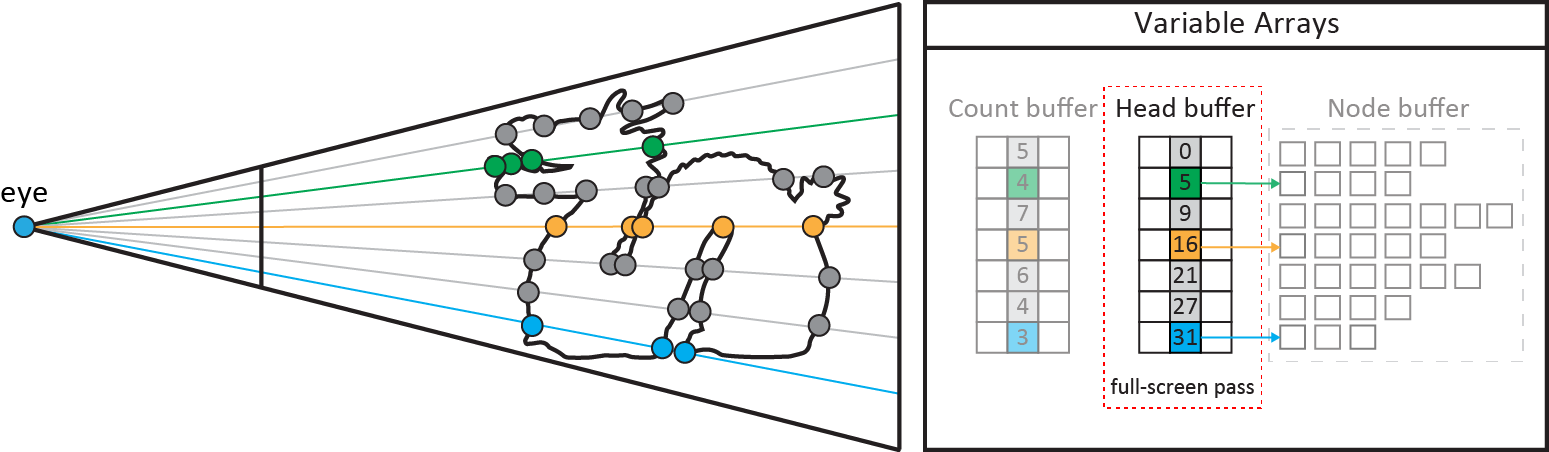 eye
Variable Arrays
Count buffer Head buffer Node buffer
5 0
4 5
7 9
5 16
6 21
4 27
3 31
full-screen pass